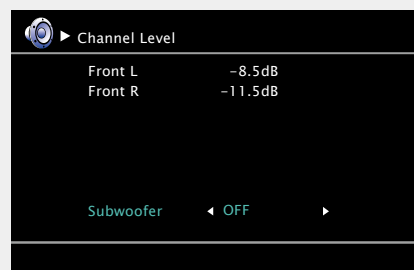 Channel Level
Front L -8.5dB
Front R -11.5dB
Subwoofer OFF